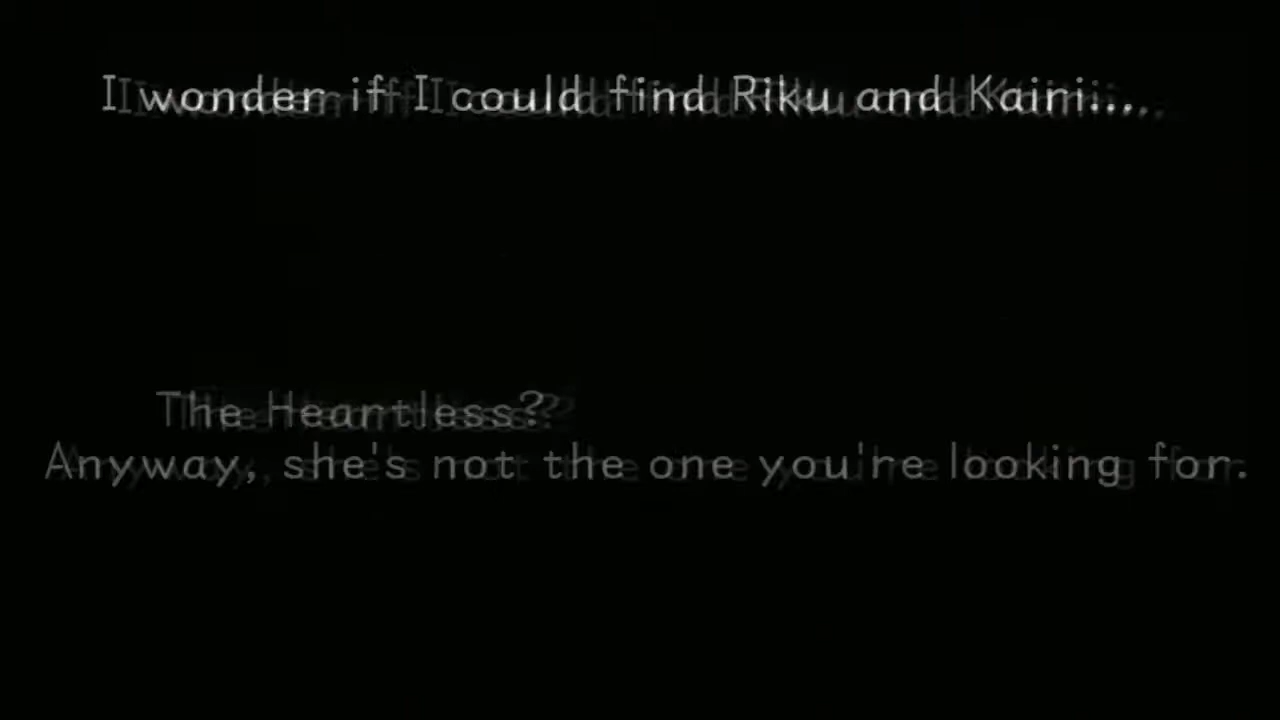 I wonder if I could find Riku and Kairi....
The Heartless?
Anyway, she's not the one you're looking for.